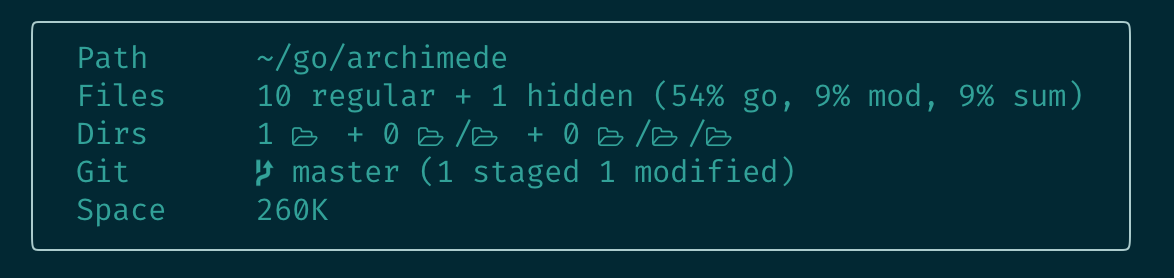 Path ~/go/archimede
Files 10 regular + 1 hidden (54% go, 9% mod, 9% sum)
Dirs 1 🗁 + 0 🗁/🗁 + 0 🗁/🗁/🗁
Git master (1 staged 1 modified)
Space 260K